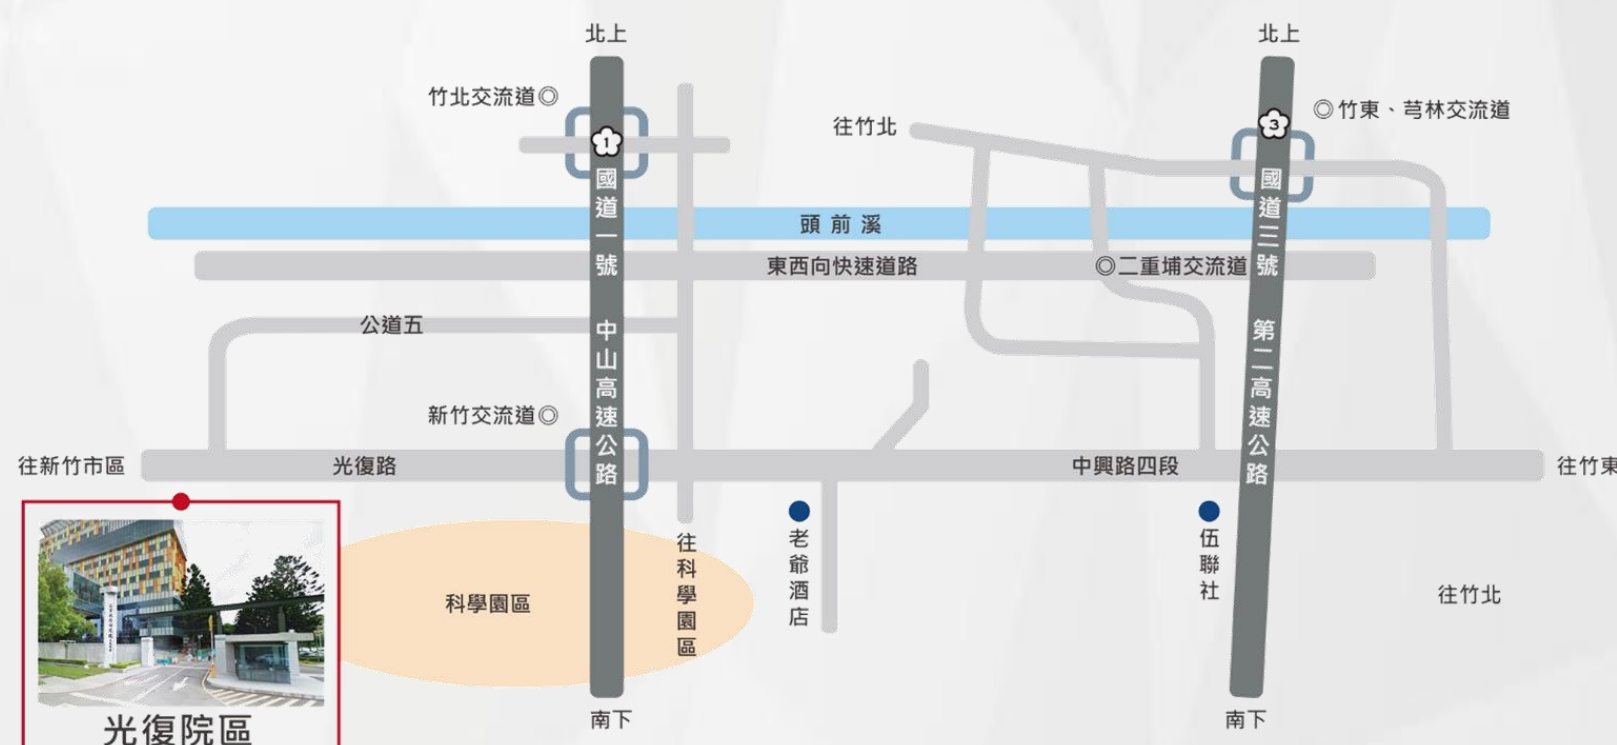 北上
北上
竹北交流道◎
◎竹東、芎林交流道
往竹北
1
3
國道一號 中山高速公路
國道三號 第二高速公路
頭前溪
東西向快速道路
◎二重埔交流道
公道五
新竹交流道◎
往新竹市區
光復路
中興路四段
往竹東
往科學園區
老爺酒店
伍聯社
科學園區
往竹北
南下
南下
光復院區